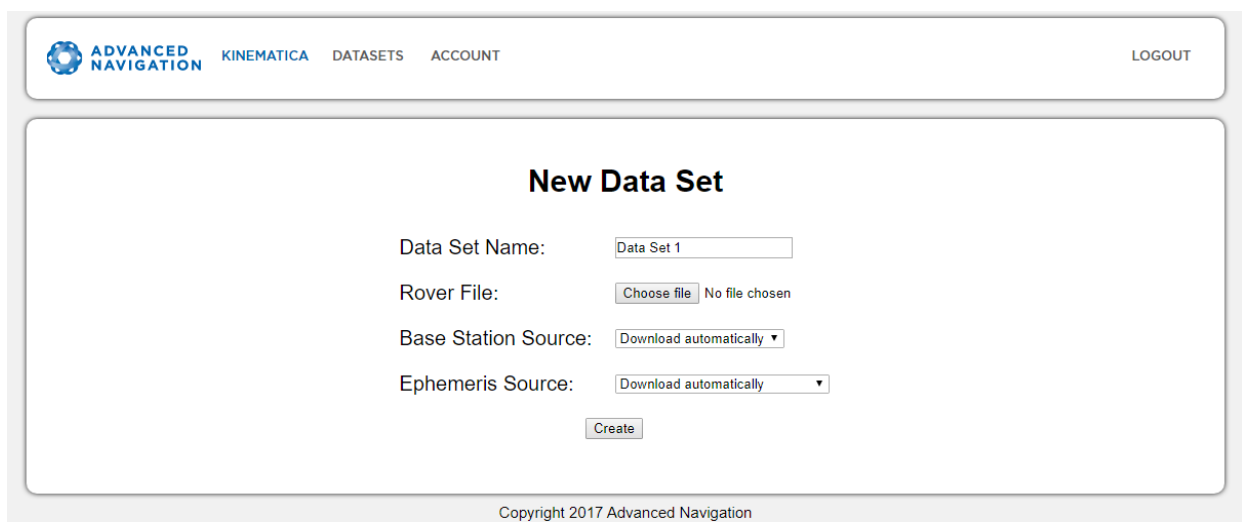 ADVANCED
NAVIGATION
KINEMATICA DATASETS ACCOUNT LOGOUT
New Data Set
Data Set Name: Data Set 1
Rover File: Choose file No file chosen
Base Station Source: Download automatically
Ephemeris Source: Download automatically
Create
Copyright 2017 Advanced Navigation